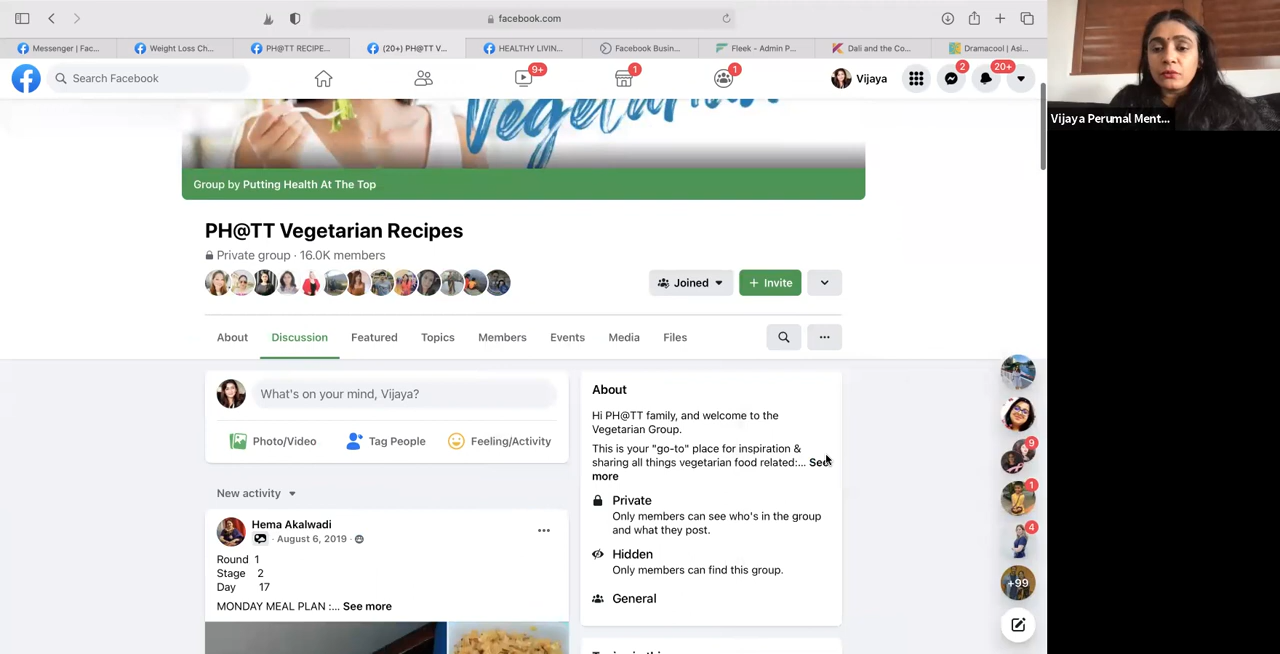 facebook.com
Messenger | Fac...
Weight Loss Ch...
PH@TT RECIPE...
(20+) PH@TT V...
HEALTHY LIVIN...
Facebook Busin...
Fleek - Admin P...
Dali and the Co...
Dramacool | Asi...
Search Facebook
9+
1
1
Vijaya
2
20+
Vijaya Perumal Ment...
Vegetarian
Group by Putting Health At The Top
PH@TT Vegetarian Recipes
Private group · 16.0K members
Joined
+ Invite
About
Discussion
Featured
Topics
Members
Events
Media
Files
What's on your mind, Vijaya?
Photo/Video
Tag People
Feeling/Activity
New activity
Hema Akalwadi
· August 6, 2019 ·
Round 1
Stage 2
Day 17
MONDAY MEAL PLAN :... See more
About
Hi PH@TT family, and welcome to the
Vegetarian Group.
This is your "go-to" place for inspiration &
sharing all things vegetarian food related:... See
more
Private
Only members can see who's in the group
and what they post.
Hidden
Only members can find this group.
General
9
1
4
+99